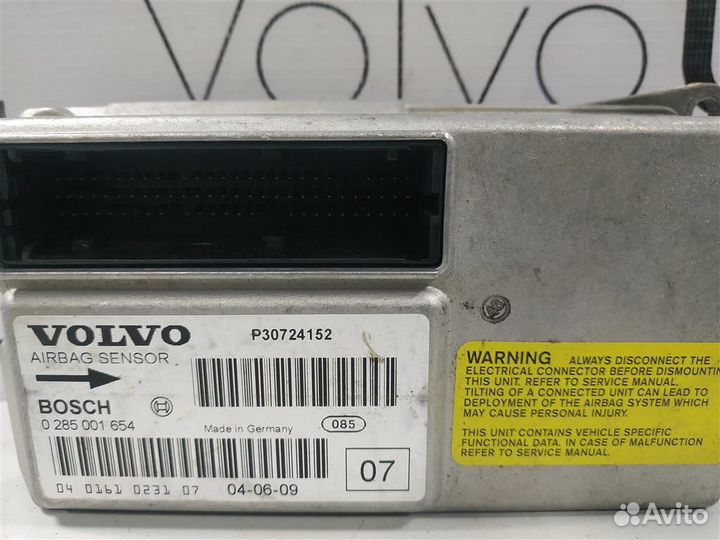 VOLVO
VOLVO
P30724152
AIRBAG SENSOR
BOSCH
0 285 001 654
Made in Germany
085
07
04 0161 0231 07
04-06-09
A8
WARNING ALWAYS DISCONNECT THE
ELECTRICAL CONNECTOR BEFORE DISMOUNTIN
THIS UNIT. REFER TO SERVICE MANUAL.
TILTING OF A CONNECTED UNIT CAN LEAD TO
DEPLOYMENT OF THE AIRBAG SYSTEM WHICH
MAY CAUSE PERSONAL INJURY.
THIS UNIT CONTAINS VEHICLE SPECIFIC
FUNCTIONAL DATA. IN CASE OF MALFUNCTION
REFER TO SERVICE MANUAL.
Avito